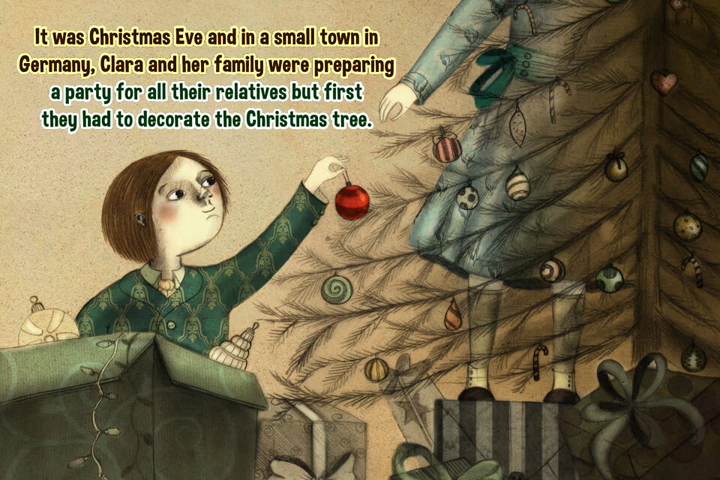 It was Christmas Eve and in a small town in
Germany, Clara and her family were preparing
a party for all their relatives but first
they had to decorate the Christmas tree.